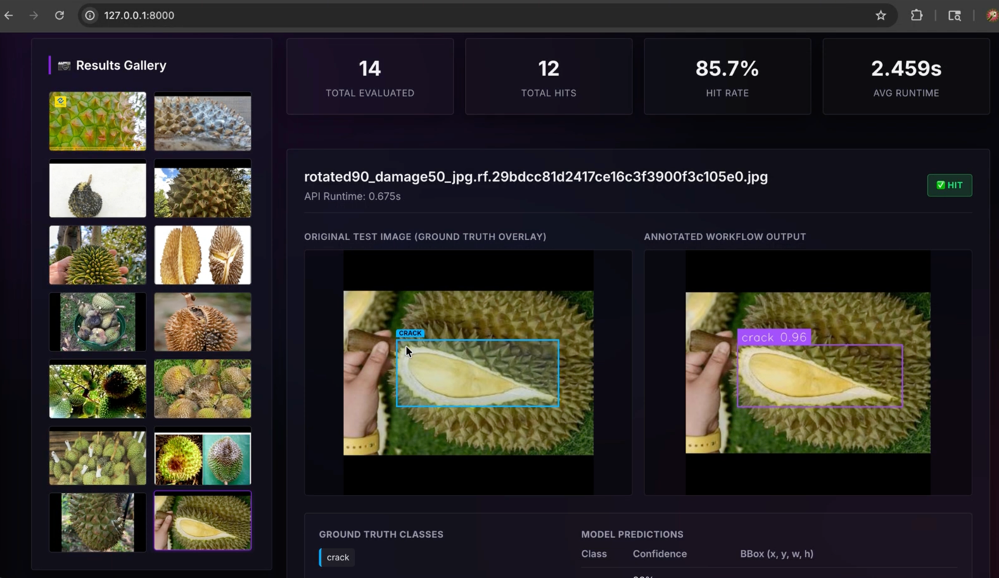 127.0.0.1:8000
Results Gallery
14
TOTAL EVALUATED
12
TOTAL HITS
85.7%
HIT RATE
2.459s
AVG RUNTIME
rotated90_damage50_jpg.rf.29bdcc81d2417ce16c3f3900f3c105e0.jpg
API Runtime: 0.675s
HIT
ORIGINAL TEST IMAGE (GROUND TRUTH OVERLAY)
ANNOTATED WORKFLOW OUTPUT
CRACK
crack 0.96
GROUND TRUTH CLASSES
crack
MODEL PREDICTIONS
Class Confidence BBox (x, y, w, h)